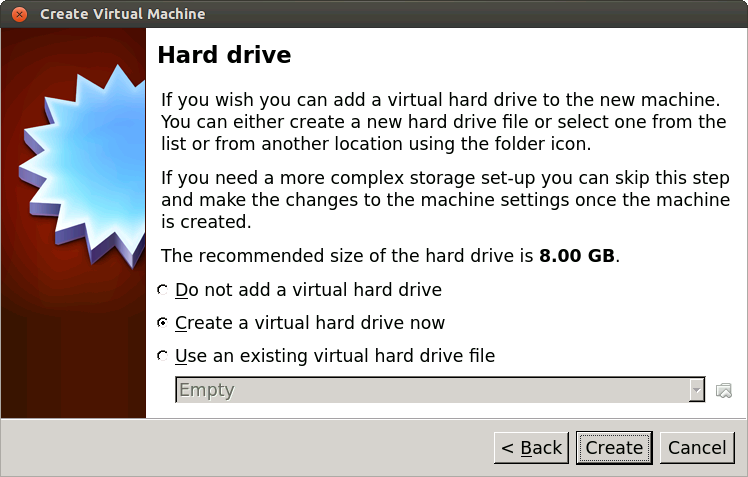 Create Virtual Machine
Hard drive
If you wish you can add a virtual hard drive to the new machine.
You can either create a new hard drive file or select one from the
list or from another location using the folder icon.
If you need a more complex storage set-up you can skip this step
and make the changes to the machine settings once the machine
is created.
The recommended size of the hard drive is 8.00 GB.
Do not add a virtual hard drive
Create a virtual hard drive now
Use an existing virtual hard drive file
Empty
< Back Create Cancel